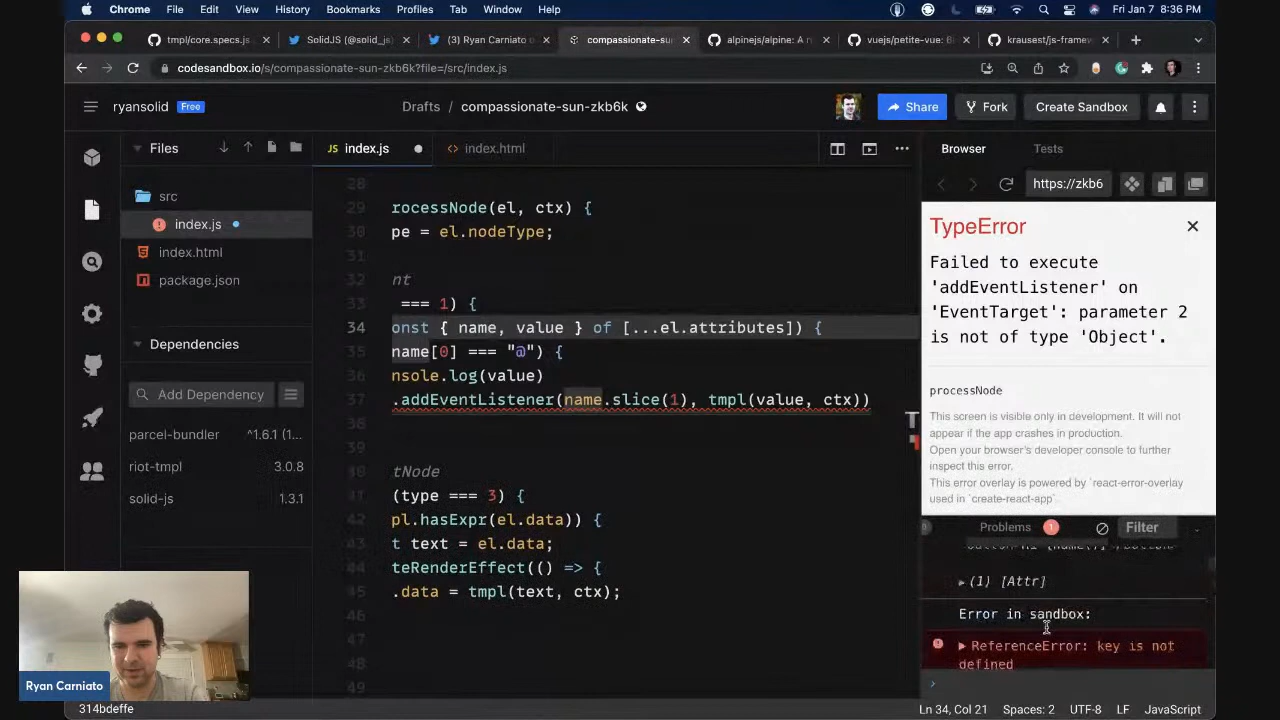 Chrome File Edit View History Bookmarks Profiles Tab Window Help Fri Jan 7 8:36 PM
tmpl/core.specs.js SolidJS (@solid_js) (3) Ryan Carniato compassionate-sun alpinejs/alpine: A vuejs/petite-vue: krausest/js-framew
codesandbox.io/s/compassionate-sun-zkb6k?file=/src/index.js
ryansolid Free Drafts / compassionate-sun-zkb6k Share Fork Create Sandbox
Files JS index.js <> index.html Browser Tests
https://zkb6
src
index.js
index.html
package.json
Dependencies
Add Dependency
parcel-bundler ^1.6.1 (1...
riot-tmpl 3.0.8
solid-js 1.3.1
28
29 rocessNode(el, ctx) {
30 pe = el.nodeType;
31
32 nt
33 === 1) {
34 onst { name, value } of [...el.attributes]) {
35 name[0] === "@") {
36 nsole.log(value)
37 .addEventListener(name.slice(1), tmpl(value, ctx))
38
39
40 tNode
41 (type === 3) {
42 pl.hasExpr(el.data)) {
43 t text = el.data;
44 teRenderEffect(() => {
45 .data = tmpl(text, ctx);
46
47
48
49
TypeError
Failed to execute
'addEventListener' on
'EventTarget': parameter 2
is not of type 'Object'.
processNode
This screen is visible only in development. It will not
appear if the app crashes in production.
Open your browser's developer console to further
inspect this error.
This error overlay is powered by `react-error-overlay
used in `create-react-app`.
Problems 1 Filter
(1) [Attr]
Error in sandbox:
ReferenceError: key is not
defined
Ryan Carniato
314bdeffe Ln 34, Col 21 Spaces: 2 UTF-8 LF JavaScript